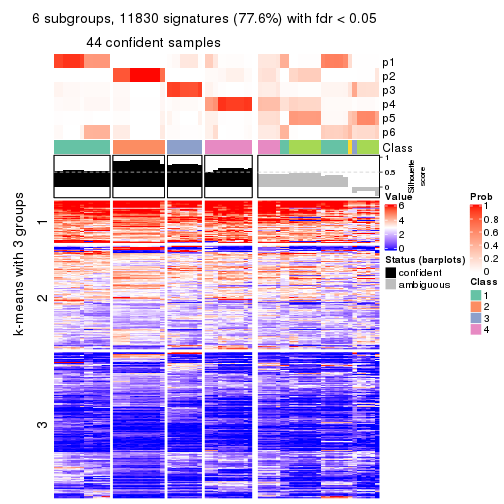 6 subgroups, 11830 signatures (77.6%) with fdr < 0.05
44 confident samples
p1
p2
p3
p4
p5
p6
Class
1
0.5
0
Silhouette
score
k-means with 3 groups
1
2
3
Value
6
4
2
0
Status (barplots)
confident
ambiguous
Prob
1
0.8
0.6
0.4
0.2
0
Class
1
2
3
4